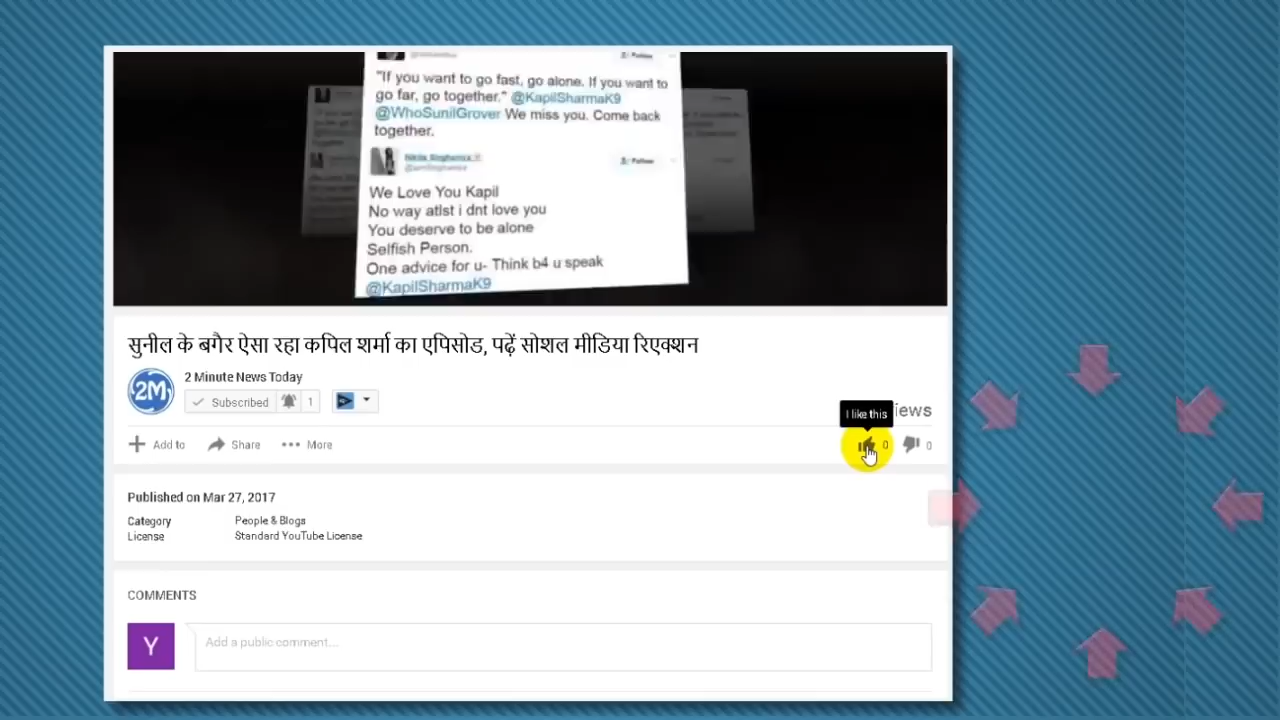 "If you want to go fast, go alone. If you want to
go far, go together." @KapilSharmaK9
@WhoSunilGrover We miss you. Come back
together.
Follow
We Love You Kapil
No way atlst i dnt love you
You deserve to be alone
Selfish Person.
One advice for u- Think b4 u speak
@KapilSharmaK9
सुनील के बगैर ऐसा रहा कपिल शर्मा का एपिसोड, पढ़ें सोशल मीडिया रिएक्शन
2M
2 Minute News Today
Subscribed 1
I like this
iews
Add to Share More 0 0
Published on Mar 27, 2017
Category People & Blogs
License Standard YouTube License
COMMENTS
Y
Add a public comment...